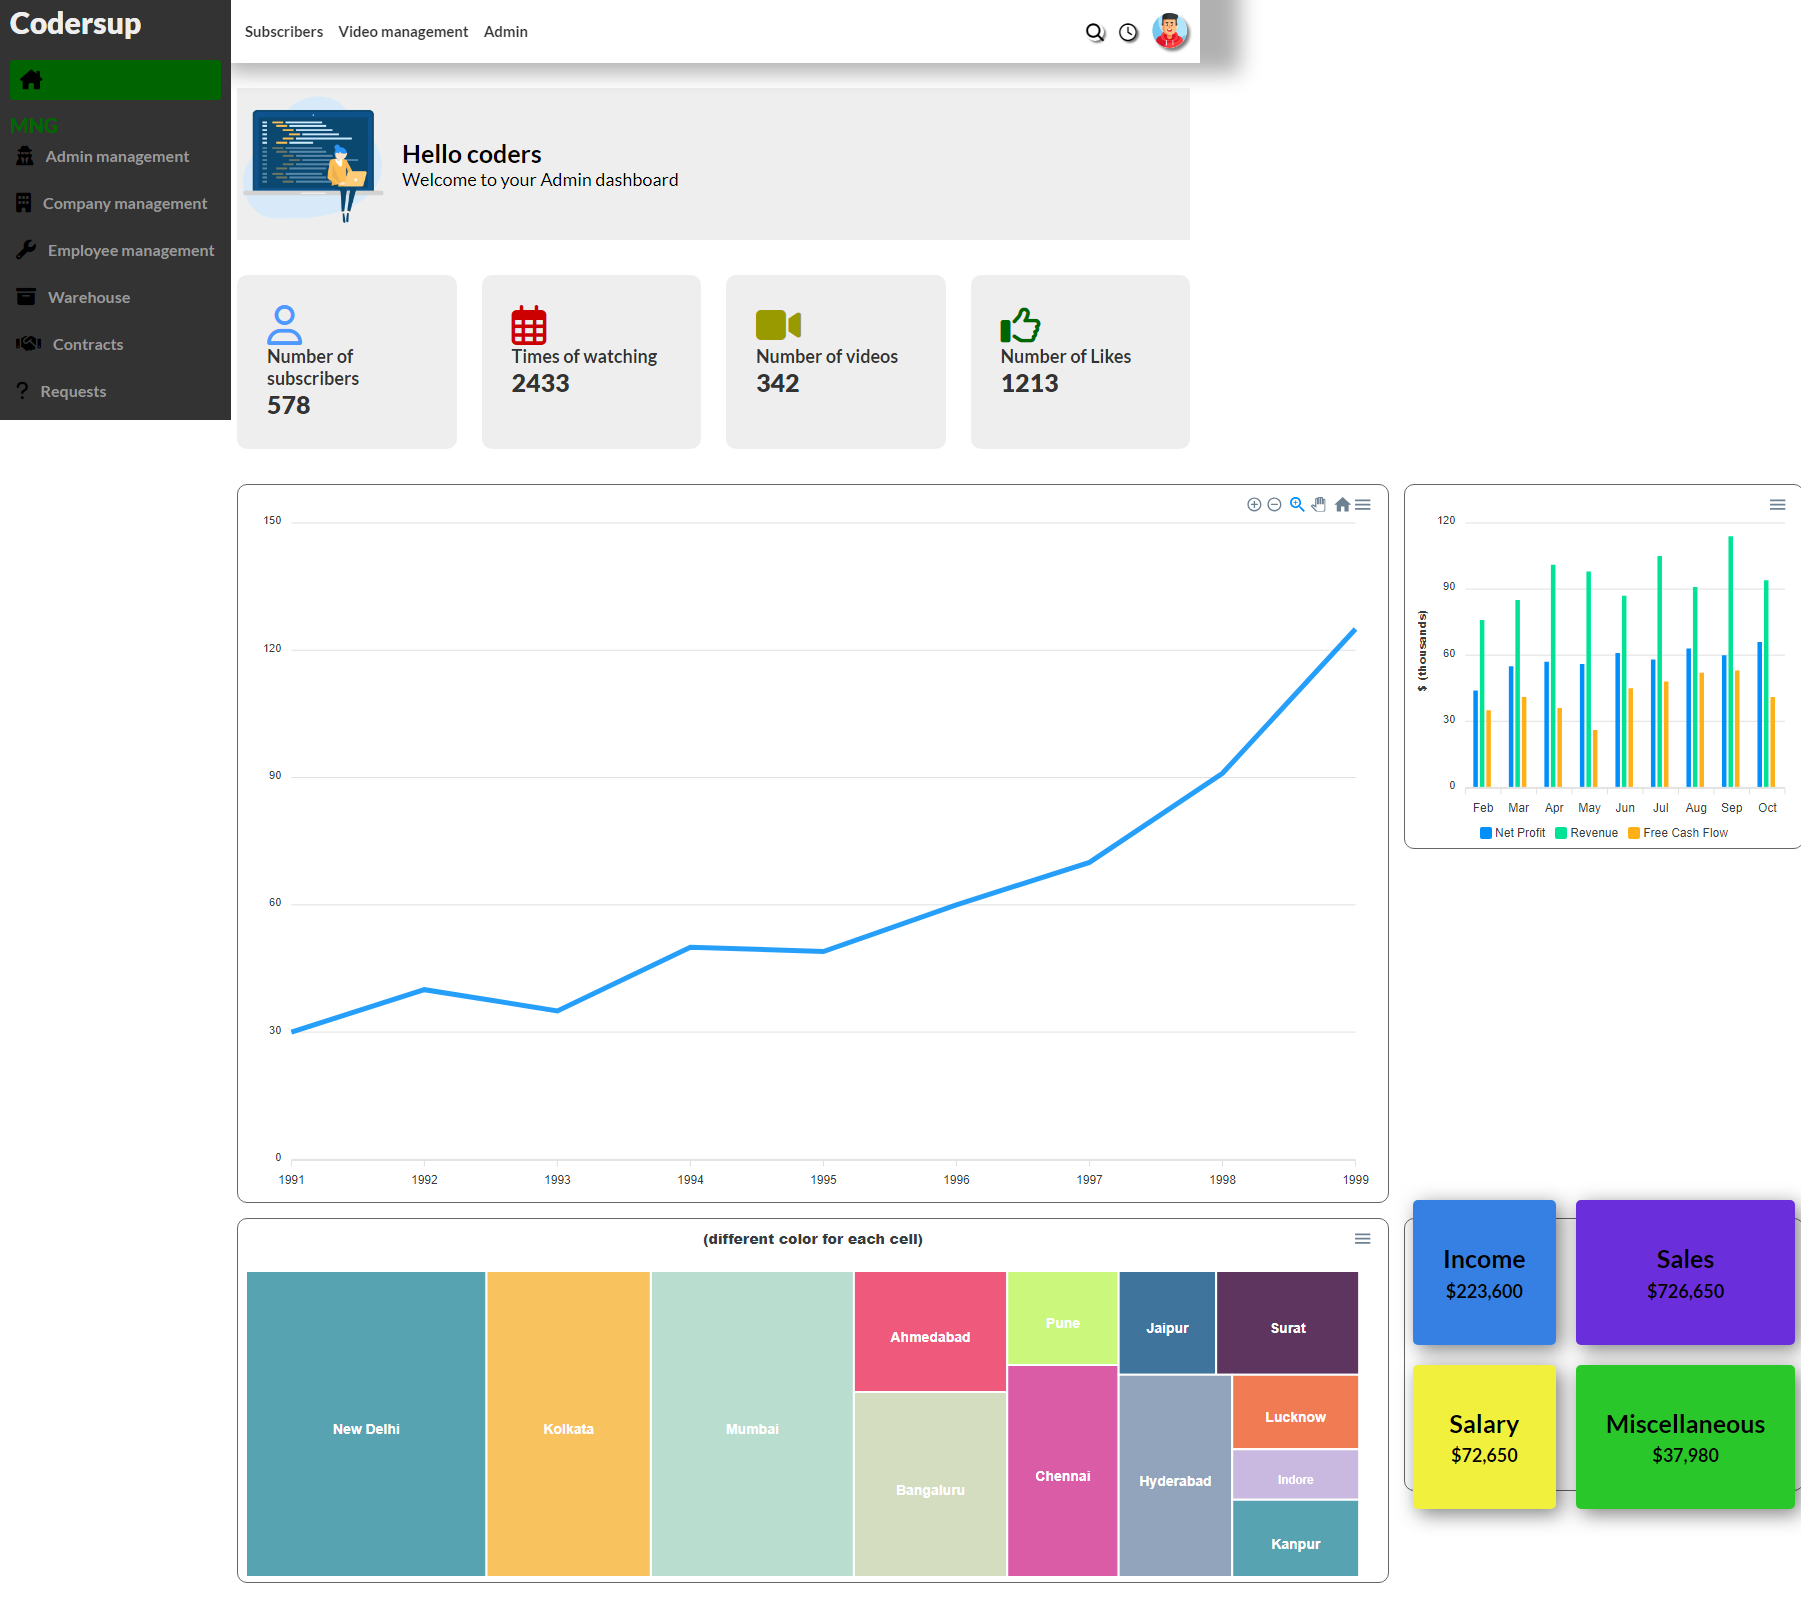 Codersup
MNG
Admin management
Company management
Employee management
Warehouse
Contracts
Requests
Subscribers Video management Admin
Hello coders
Welcome to your Admin dashboard
Number of
subscribers
578
Times of watching
2433
Number of videos
342
Number of Likes
1213
150
120
90
60
30
0
1991 1992 1993 1994 1995 1996 1997 1998 1999
$ (thousands)
120
90
60
30
0
Feb Mar Apr May Jun Jul Aug Sep Oct
Net Profit Revenue Free Cash Flow
(different color for each cell)
New Delhi
Kolkata
Mumbai
Ahmedabad
Bangaluru
Pune
Chennai
Jaipur
Surat
Hyderabad
Lucknow
Indore
Kanpur
Income
$223,600
Sales
$726,650
Salary
$72,650
Miscellaneous
$37,980